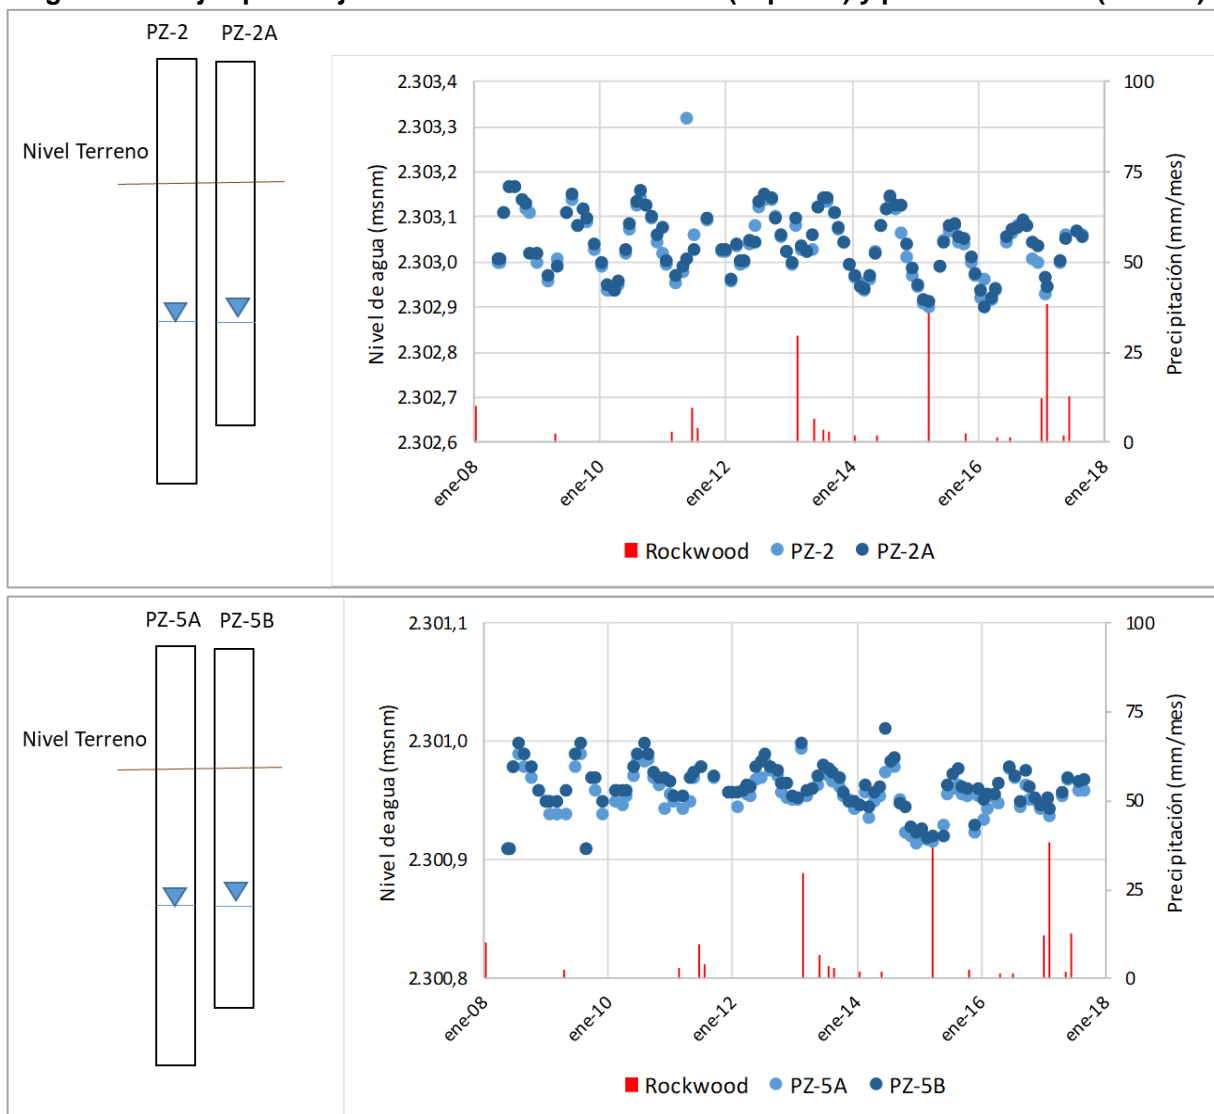 PZ-2 PZ-2A
Nivel Terreno
2.303,4
2.303,3
2.303,2
2.303,1
2.303,0
2.302,9
2.302,8
2.302,7
2.302,6
Nivel de agua (msnm)
100
75
50
25
0
Precipitación (mm/mes)
ene-08 ene-10 ene-12 ene-14 ene-16 ene-18
Rockwood PZ-2 PZ-2A
PZ-5A PZ-5B
Nivel Terreno
2.301,1
2.301,0
2.300,9
2.300,8
Nivel de agua (msnm)
100
75
50
25
0
Precipitación (mm/mes)
ene-08 ene-10 ene-12 ene-14 ene-16 ene-18
Rockwood PZ-5A PZ-5B